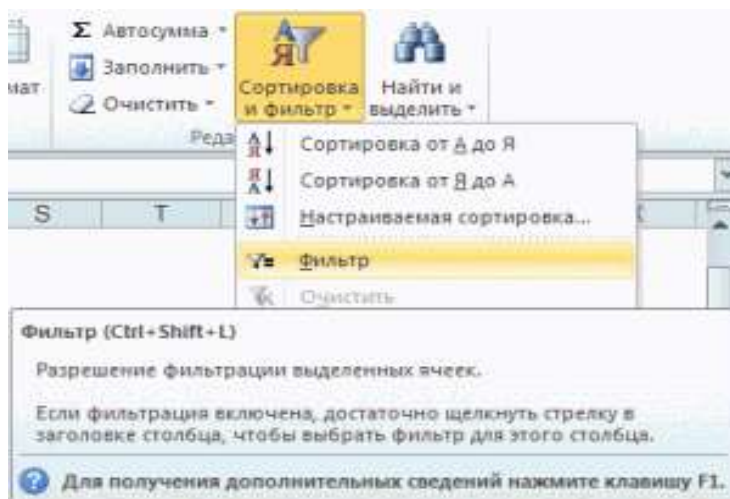 мат
Σ Автосумма
Заполнить
Очистить
Сортировка
и фильтр
Найти и
выделить
Реда
Сортировка от А до Я
Сортировка от Я до А
Настраиваемая сортировка...
Фильтр
Очистить
S T
Фильтр (Ctrl+Shift+L)
Разрешение фильтрации выделенных ячеек.
Если фильтрация включена, достаточно щелкнуть стрелку в
заголовке столбца, чтобы выбрать фильтр для этого столбца.
Для получения дополнительных сведений нажмите клавишу F1.